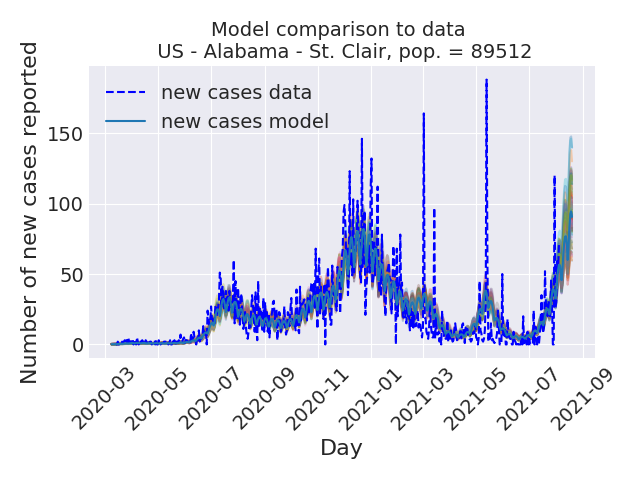 Model comparison to data
US - Alabama - St. Clair, pop. = 89512
Number of new cases reported
new cases data
new cases model
150
100
50
0
2020-03
2020-05
2020-07
2020-09
2020-11
2021-01
2021-03
2021-05
2021-07
2021-09
Day